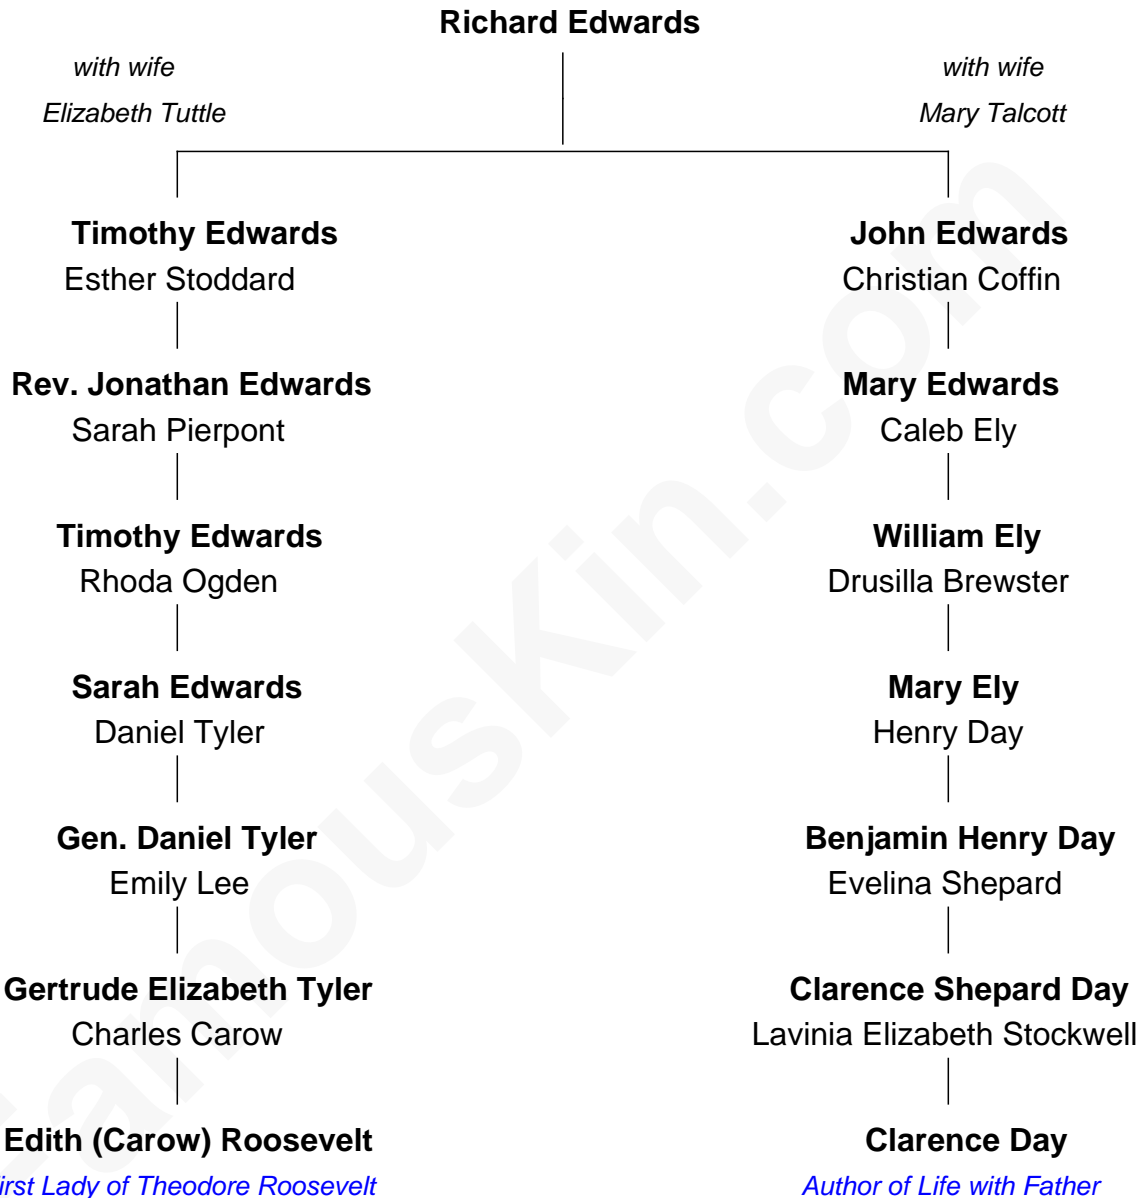 Richard Edwards
with wife
Elizabeth Tuttle
with wife
Mary Talcott
Timothy Edwards
Esther Stoddard
John Edwards
Christian Coffin
Rev. Jonathan Edwards
Sarah Pierpont
Mary Edwards
Caleb Ely
Timothy Edwards
Rhoda Ogden
William Ely
Drusilla Brewster
Sarah Edwards
Daniel Tyler
Mary Ely
Henry Day
Gen. Daniel Tyler
Emily Lee
Benjamin Henry Day
Evelina Shepard
Gertrude Elizabeth Tyler
Charles Carow
Clarence Shepard Day
Lavinia Elizabeth Stockwell
Edith (Carow) Roosevelt
First Lady of Theodore Roosevelt
Clarence Day
Author of Life with Father
FamousKin.com